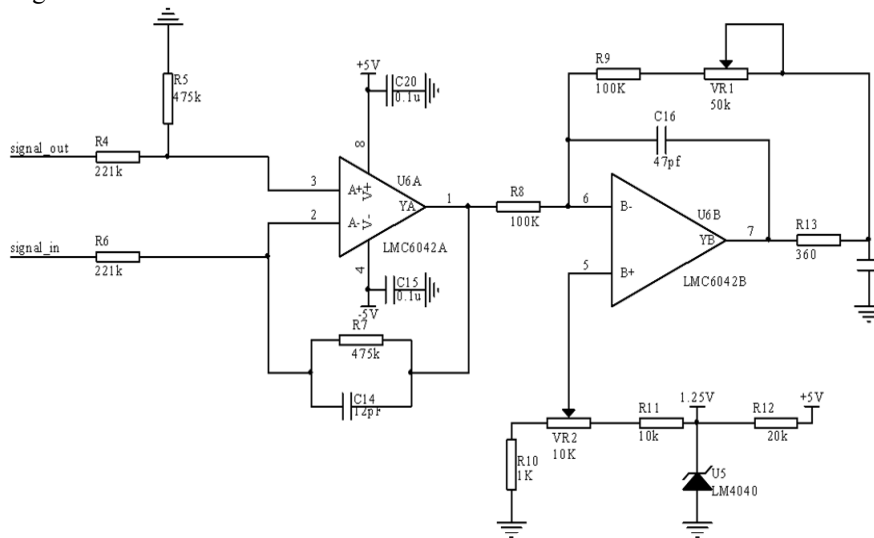 R5
475k
+5V
C20
0.1u
R9
100K
VR1
50k
signal_out
R4
221k
8
C16
47pf
3
A+
V+
U6A
1
YA
R8
100K
6
B-
U6B
2
A-
V-
signal_in
R6
221k
LMC6042A
YB
7
R13
360
4
C15
0.1u
5
B+
LMC6042B
-5V
R7
475k
C14
12pF
1.25V
+5V
R11
10k
R12
20k
VR2
10K
R10
1K
U5
LM4040